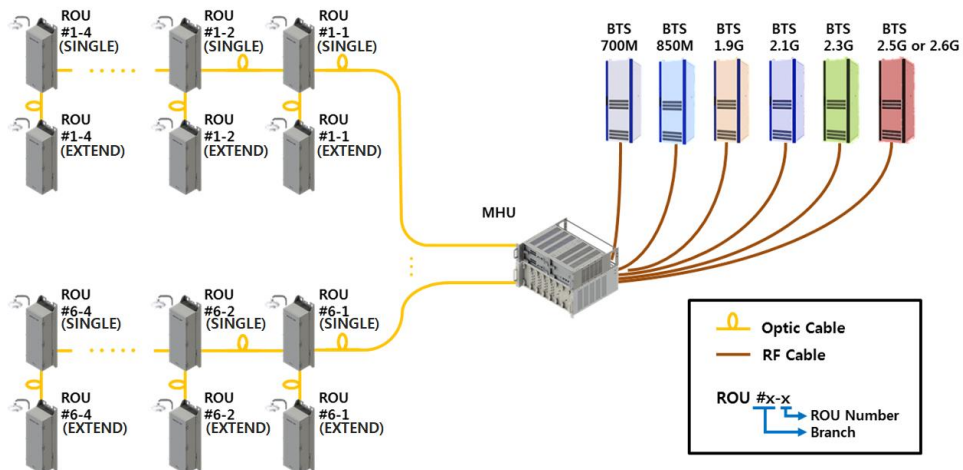 ROU
#1-4
(SINGLE)
ROU
#1-2
(SINGLE)
ROU
#1-1
(SINGLE)
ROU
#1-4
(EXTEND)
ROU
#1-2
(EXTEND)
ROU
#1-1
(EXTEND)
BTS
700M
BTS
850M
BTS
1.9G
BTS
2.1G
BTS
2.3G
BTS
2.5G or 2.6G
MHU
ROU
#6-4
(SINGLE)
ROU
#6-2
(SINGLE)
ROU
#6-1
(SINGLE)
ROU
#6-4
(EXTEND)
ROU
#6-2
(EXTEND)
ROU
#6-1
(EXTEND)
Optic Cable
RF Cable
ROU #x-x
ROU Number
Branch